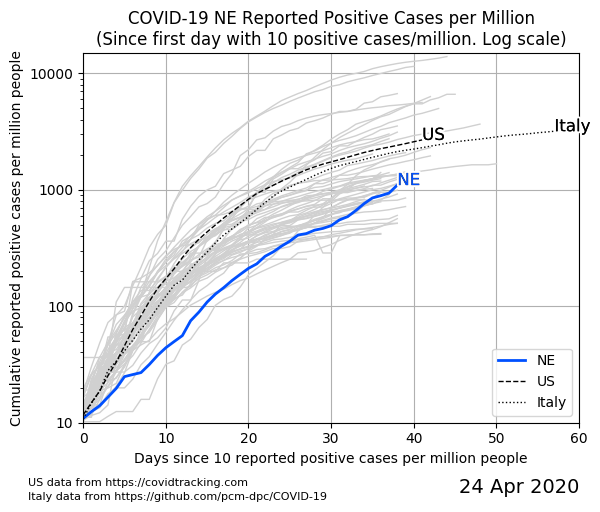 COVID-19 NE Reported Positive Cases per Million
(Since first day with 10 positive cases/million. Log scale)
Cumulative reported positive cases per million people
10000
1000
100
10
US
Italy
NE
NE
US
Italy
0 10 20 30 40 50 60
Days since 10 reported positive cases per million people
US data from https://covidtracking.com
Italy data from https://github.com/pcm-dpc/COVID-19
24 Apr 2020